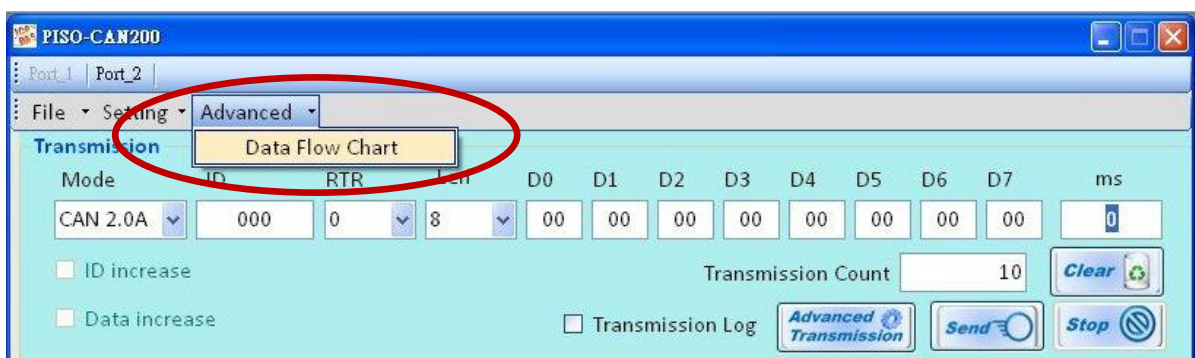 PISO-CAN200
Port_1 Port_2
File Setting Advanced
Data Flow Chart
Transmission
Mode ID RTR Len D0 D1 D2 D3 D4 D5 D6 D7 ms
CAN 2.0A 000 0 8 00 00 00 00 00 00 00 00 0
ID increase Transmission Count 10 Clear
Data increase Transmission Log Advanced Transmission Send Stop